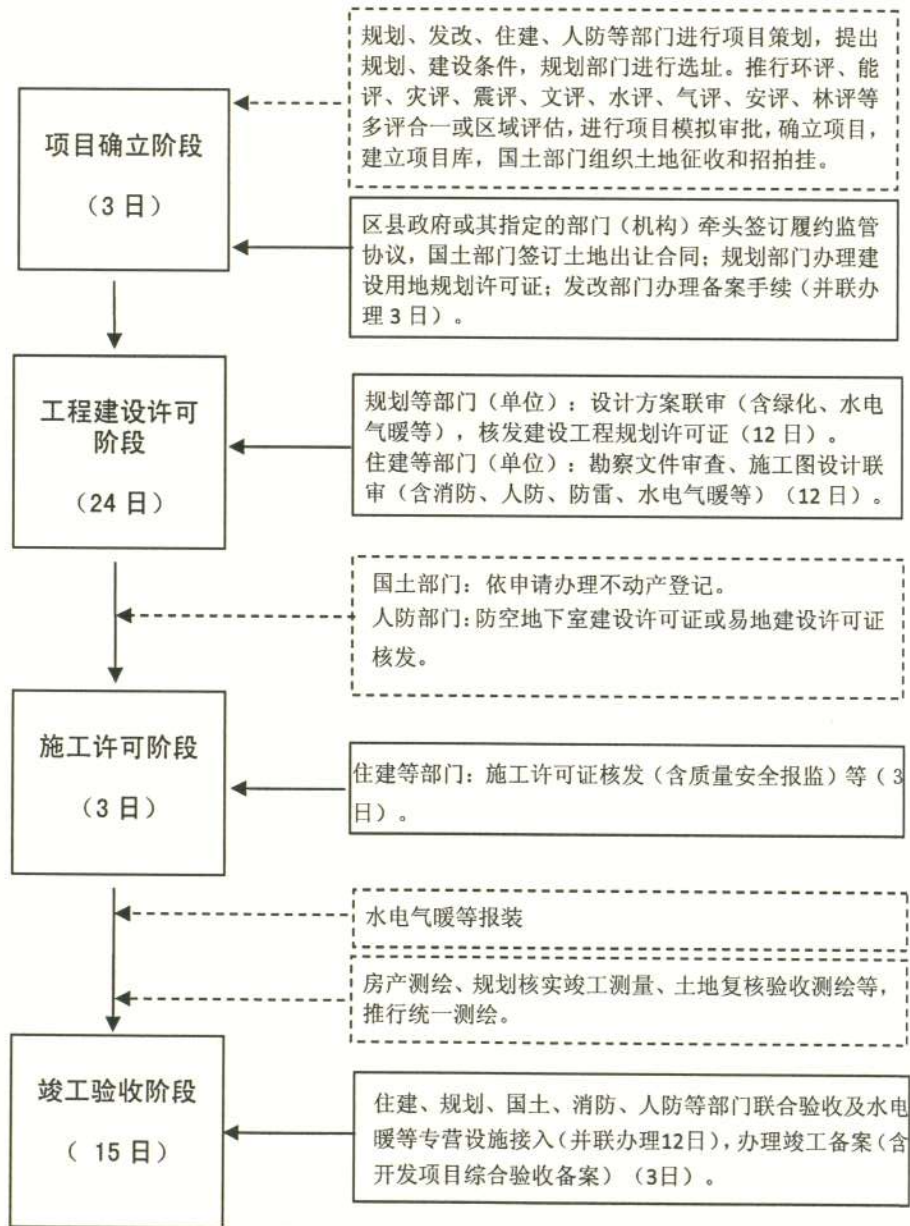 规划、发改、住建、人防等部门进行项目策划，提出
规划、建设条件，规划部门进行选址。推行环评、能
评、灾评、震评、文评、水评、气评、安评、林评等
多评合一或区域评估，进行项目模拟审批，确立项目，
建立项目库，国土部门组织土地征收和招拍挂。
项目确立阶段
（3 日）
区县政府或其指定的部门（机构）牵头签订履约监管
协议，国土部门签订土地出让合同；规划部门办理建
设用地规划许可证；发改部门办理备案手续（并联办
理 3 日）。
工程建设许可
阶段
（24 日）
规划等部门（单位）：设计方案联审（含绿化、水电
气暖等），核发建设工程规划许可证（12 日）。
住建等部门（单位）：勘察文件审查、施工图设计联
审（含消防、人防、防雷、水电气暖等）（12 日）。
国土部门：依申请办理不动产登记。
人防部门：防空地下室建设许可证或易地建设许可证
核发。
施工许可阶段
（3 日）
住建等部门：施工许可证核发（含质量安全报监）等（3
日）。
水电气暖等报装
房产测绘、规划核实竣工测量、土地复核验收测绘等，
推行统一测绘。
竣工验收阶段
（ 15 日）
住建、规划、国土、消防、人防等部门联合验收及水电
暖等专营设施接入（并联办理12日），办理竣工备案（含
开发项目综合验收备案）（3日）。